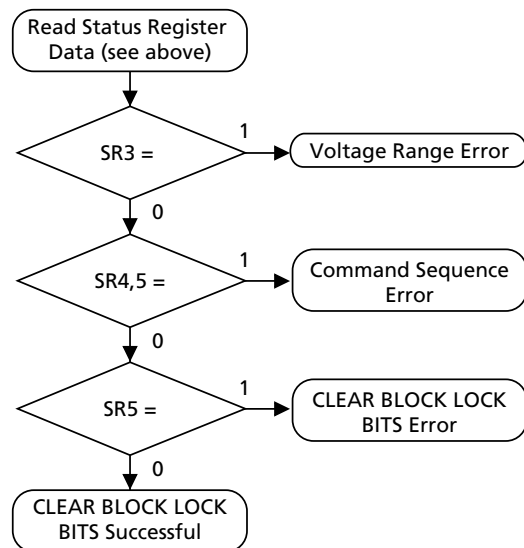 Read Status Register
Data (see above)
SR3 =
1
Voltage Range Error
0
SR4,5 =
1
Command Sequence
Error
0
SR5 =
1
CLEAR BLOCK LOCK
BITS Error
0
CLEAR BLOCK LOCK
BITS Successful